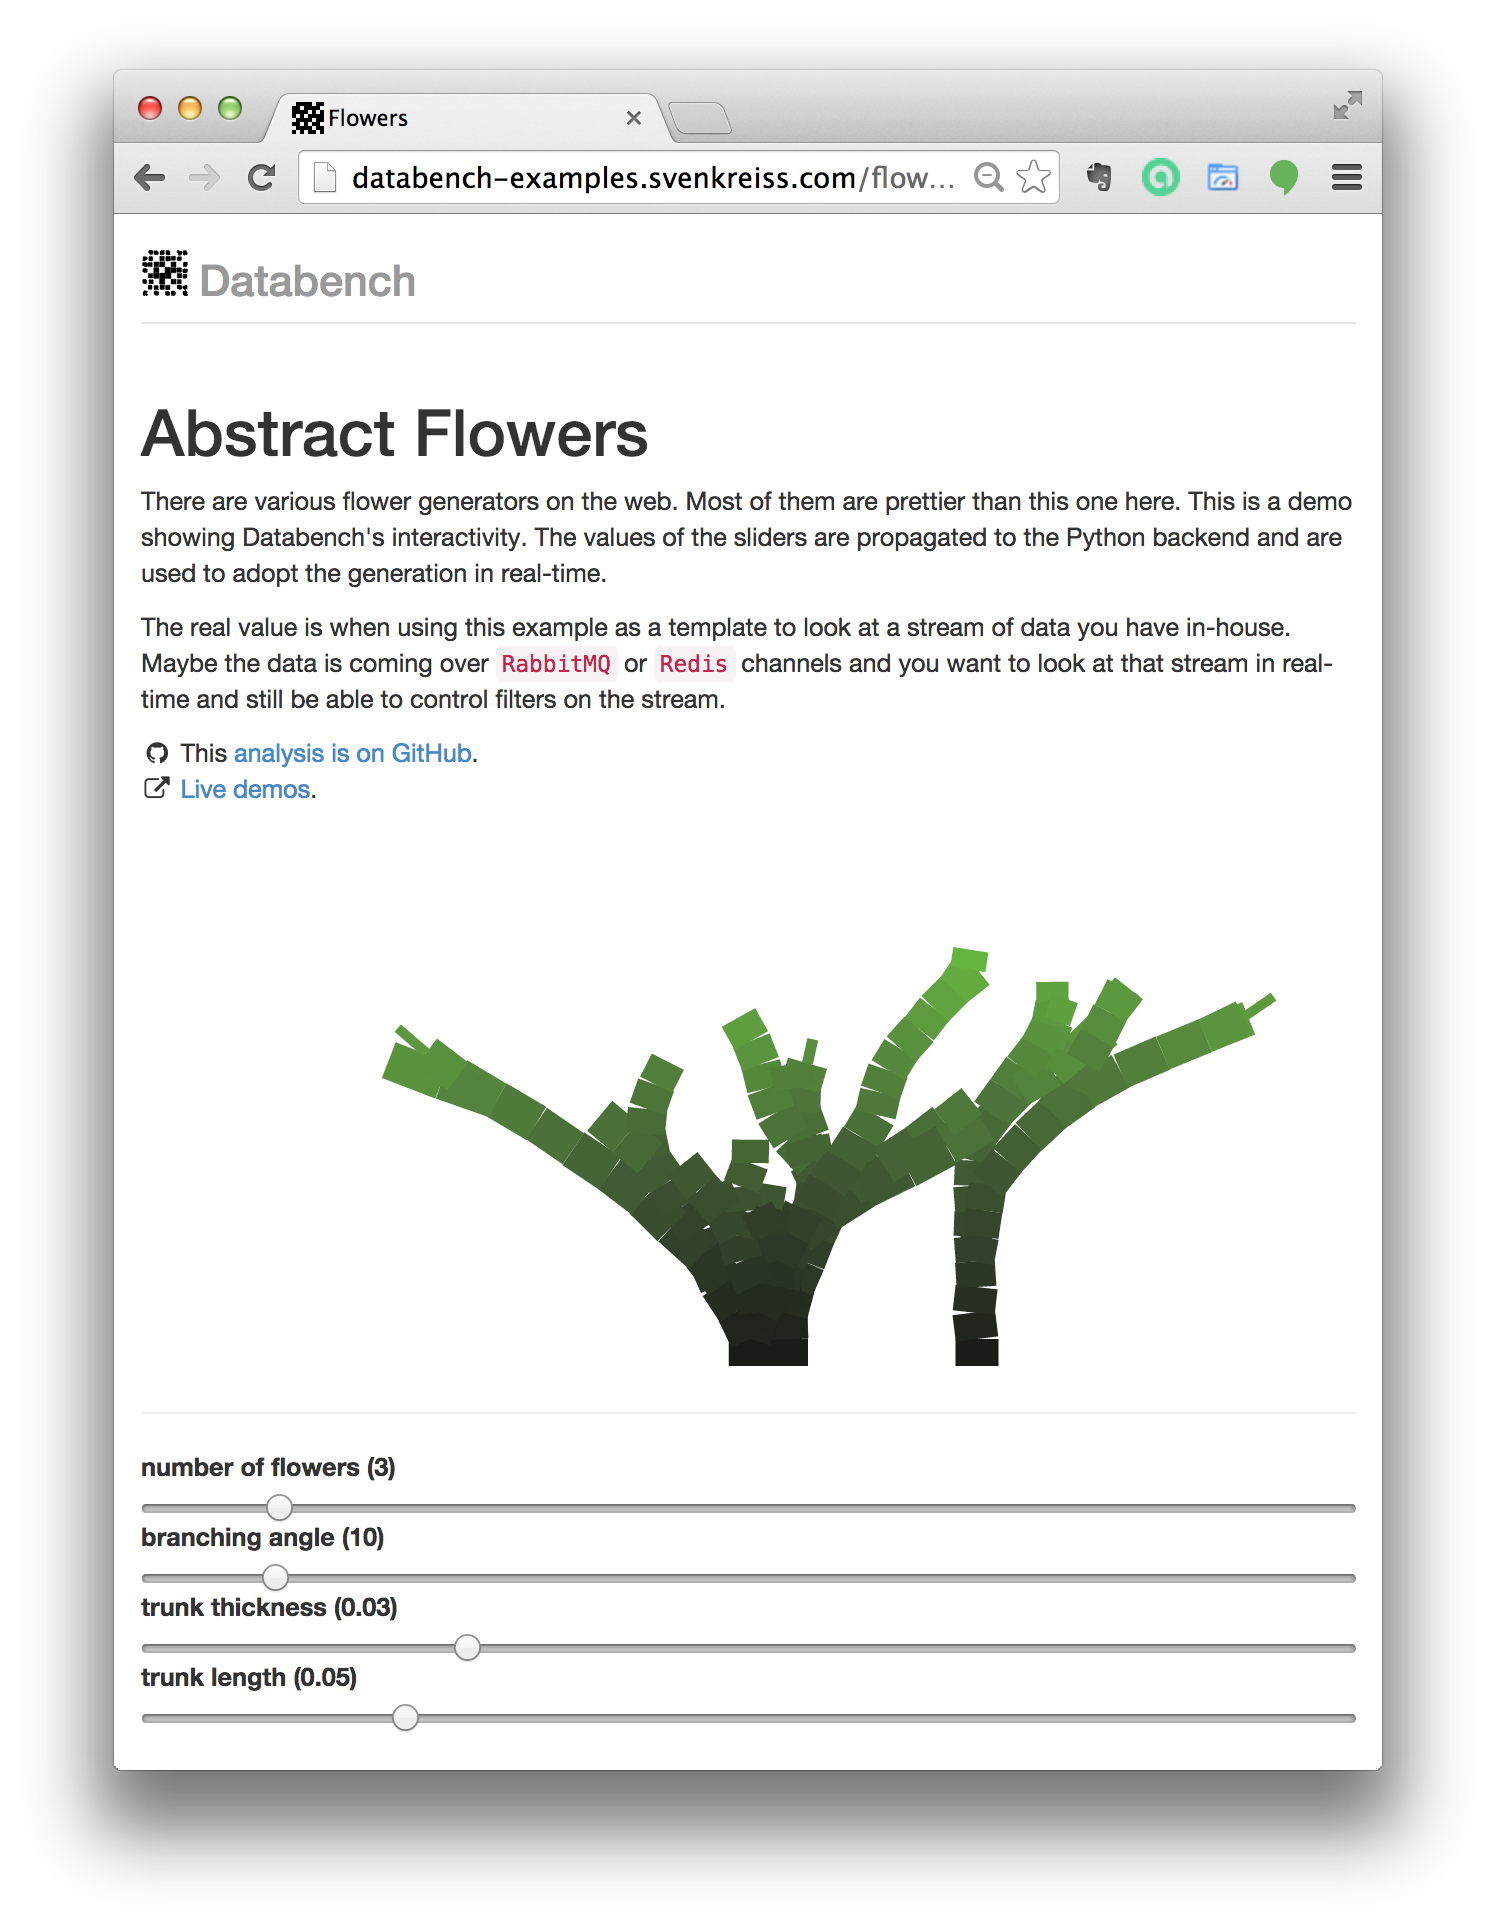 Flowers
databench-examples.svenkreiss.com/flow...
Databench
Abstract Flowers
There are various flower generators on the web. Most of them are prettier than this one here. This is a demo
showing Databench's interactivity. The values of the sliders are propagated to the Python backend and are
used to adopt the generation in real-time.
The real value is when using this example as a template to look at a stream of data you have in-house.
Maybe the data is coming over RabbitMQ or Redis channels and you want to look at that stream in real-
time and still be able to control filters on the stream.
This analysis is on GitHub.
Live demos.
number of flowers (3)
branching angle (10)
trunk thickness (0.03)
trunk length (0.05)